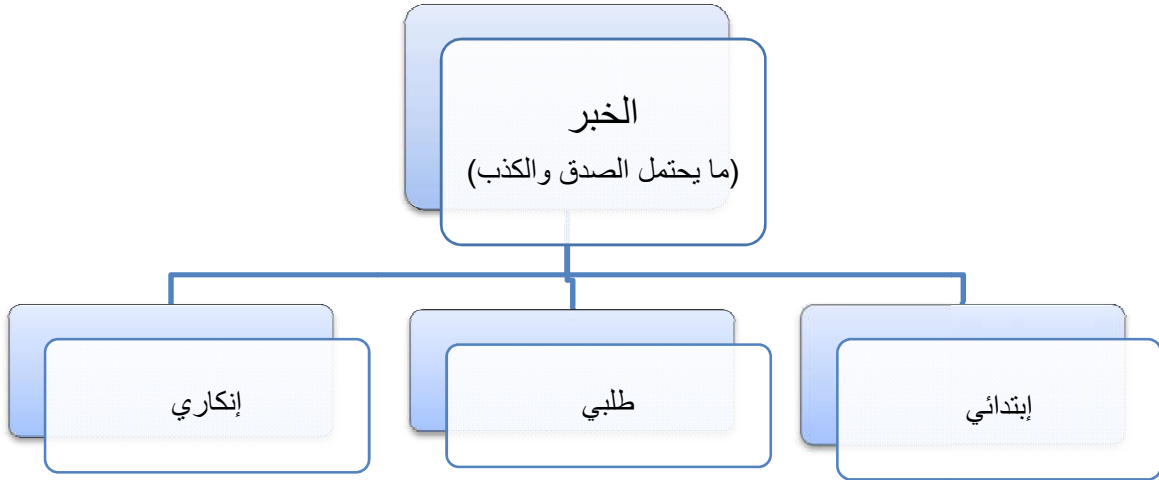 الخبر
(ما يحتمل الصدق والكذب)
إبتدائي
طلبي
إنكاري